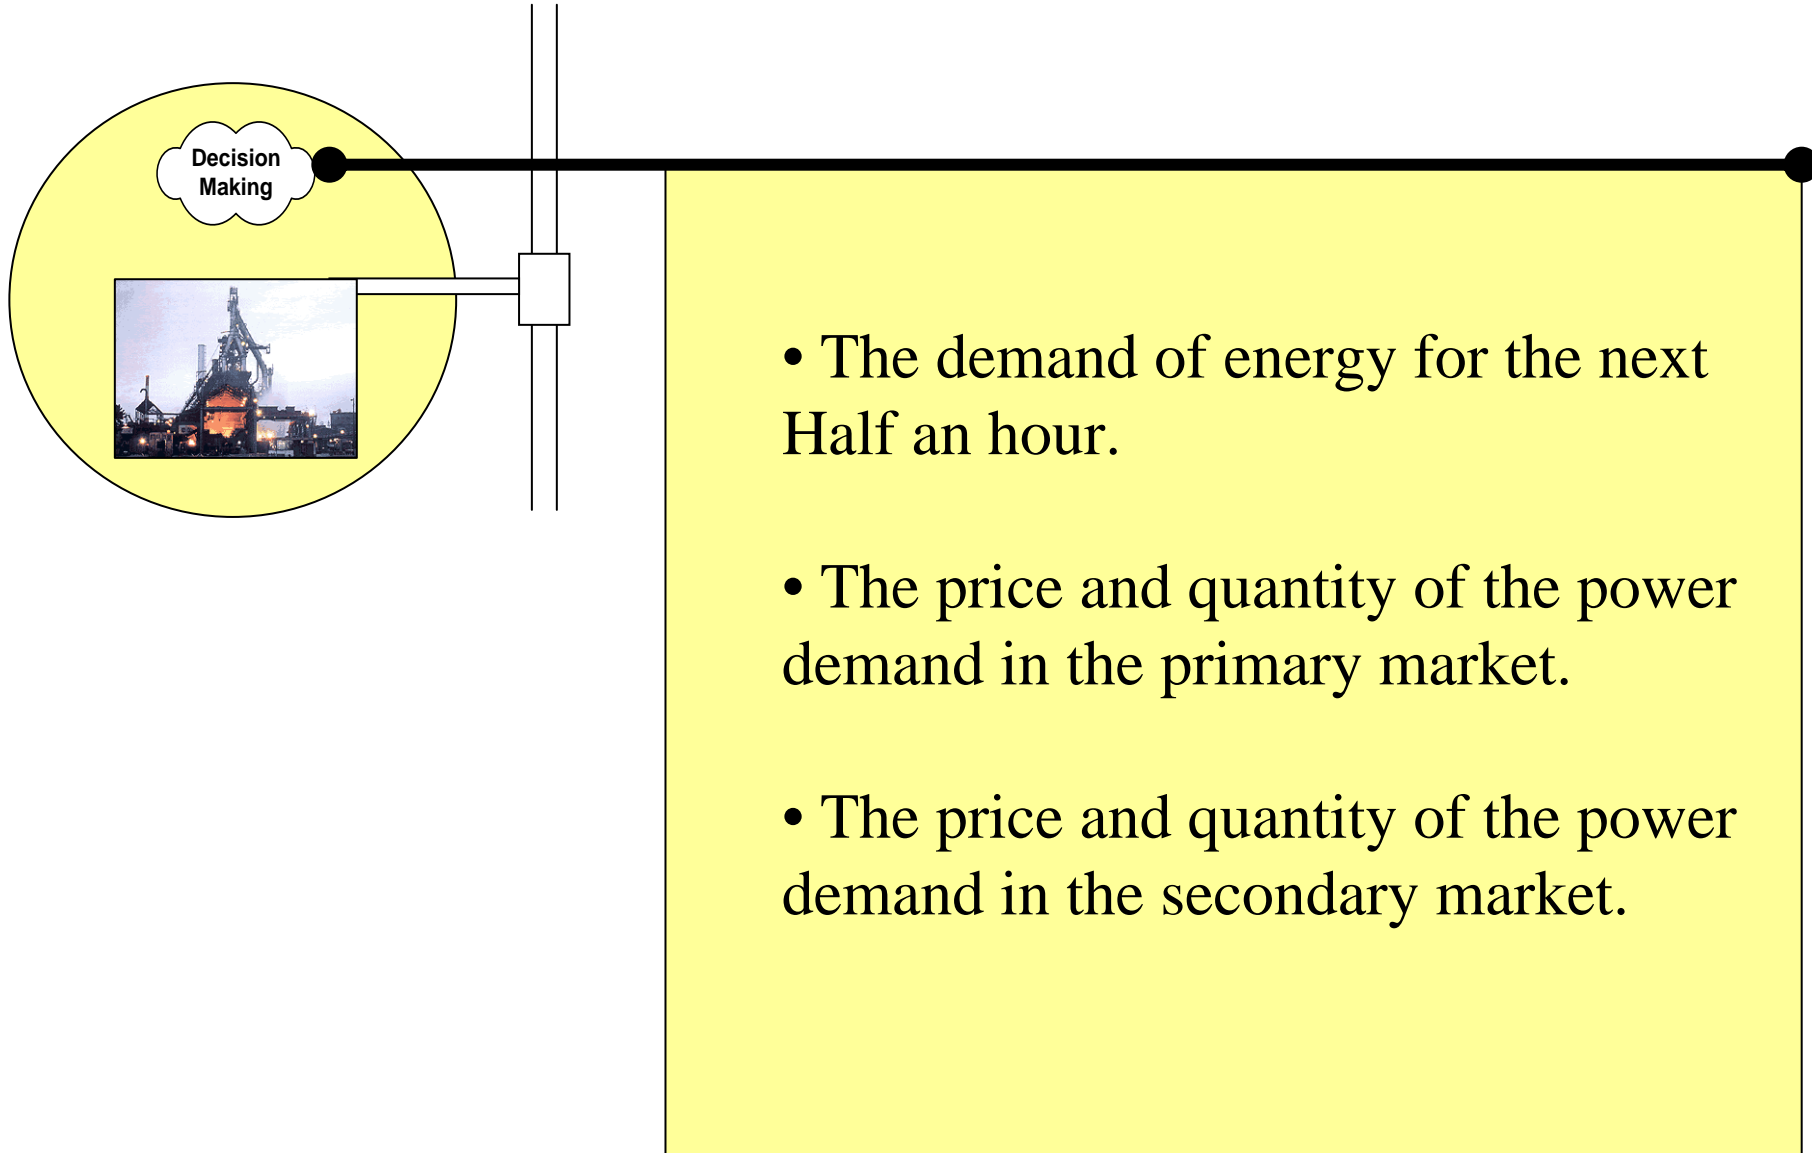 Decision
Making
• The demand of energy for the next
Half an hour.
• The price and quantity of the power
demand in the primary market.
• The price and quantity of the power
demand in the secondary market.